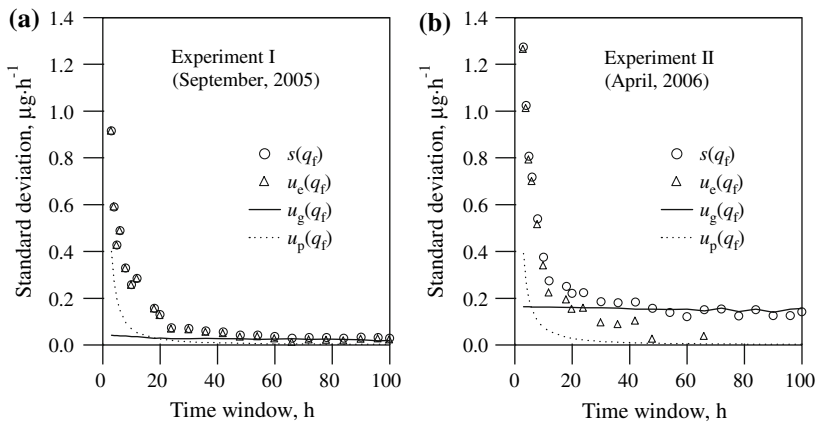 (a)
Standard deviation, µg·h⁻¹
1.4
1.2
1.0
0.8
0.6
0.4
0.2
0.0
Experiment I
(September, 2005)
s(q_f)
u_e(q_f)
u_g(q_f)
u_p(q_f)
0 20 40 60 80 100
Time window, h
(b)
Standard deviation, µg·h⁻¹
1.4
1.2
1.0
0.8
0.6
0.4
0.2
0.0
Experiment II
(April, 2006)
s(q_f)
u_e(q_f)
u_g(q_f)
u_p(q_f)
0 20 40 60 80 100
Time window, h